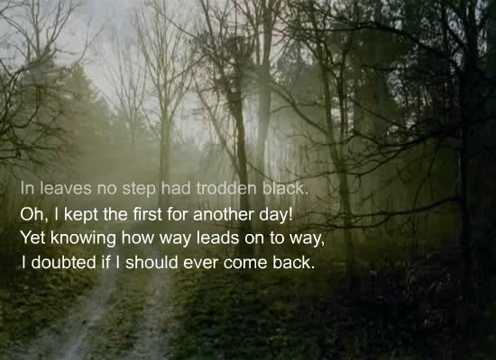 In leaves no step had trodden black.
Oh, I kept the first for another day!
Yet knowing how way leads on to way,
I doubted if I should ever come back.